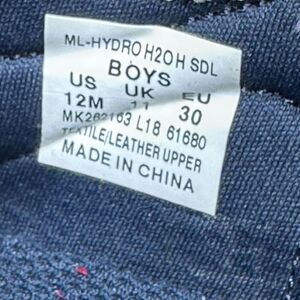 ML-HYDRO H2O H SDL
BOYS
US UK EU
12M 11 30
MK262163 L18 61680
TEXTILE/LEATHER UPPER
MADE IN CHINA